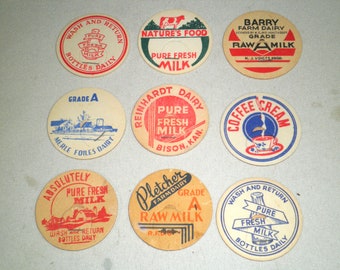 WASH AND RETURN
BOTTLES DAILY
NATURE'S FOOD
PURE FRESH
MILK
BARRY
FARM DAIRY
GRADE
RAW MILK
GRADE A
MERLE FOILES DAIRY
REINHARDT DAIRY
PURE
FRESH
MILK
BISON, KAN.
COFFEE CREAM
ABSOLUTELY
PURE FRESH
MILK
WASH AND RETURN
BOTTLES DAILY
Pletcher
FARM DAIRY
GRADE
A
RAW MILK
WASH AND RETURN
PURE
FRESH
MILK
BOTTLES DAILY